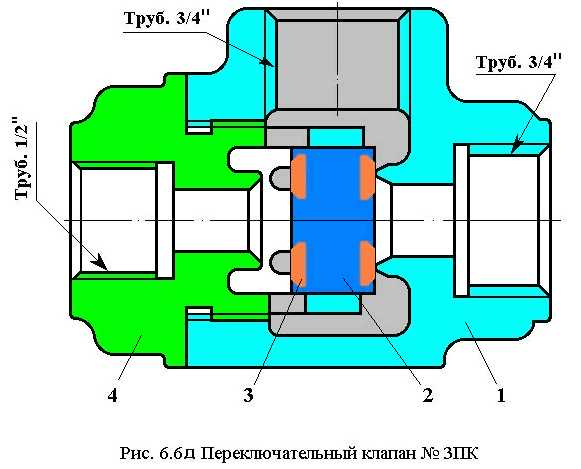 Труб. 3/4"
Труб. 3/4"
Труб. 1/2"
4
3
2
1
Рис. 6.6д Переключательный клапан № 3ПК